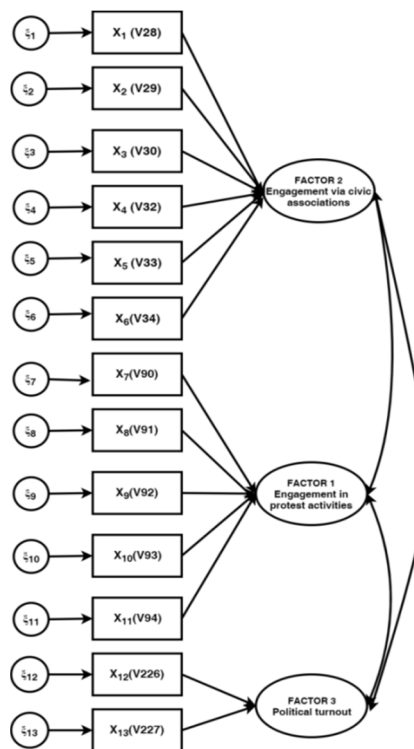 ξ1 X1 (V28)
ξ2 X2 (V29)
ξ3 X3 (V30)
ξ4 X4 (V32)
ξ5 X5 (V33)
ξ6 X6(V34)
FACTOR 2
Engagement via civic
associations
ξ7 X7(V90)
ξ8 X8(V91)
ξ9 X9(V92)
ξ10 X10(V93)
ξ11 X11(V94)
FACTOR 1
Engagement in
protest activities
ξ12 X12(V226)
ξ13 X13(V227)
FACTOR 3
Political turnout